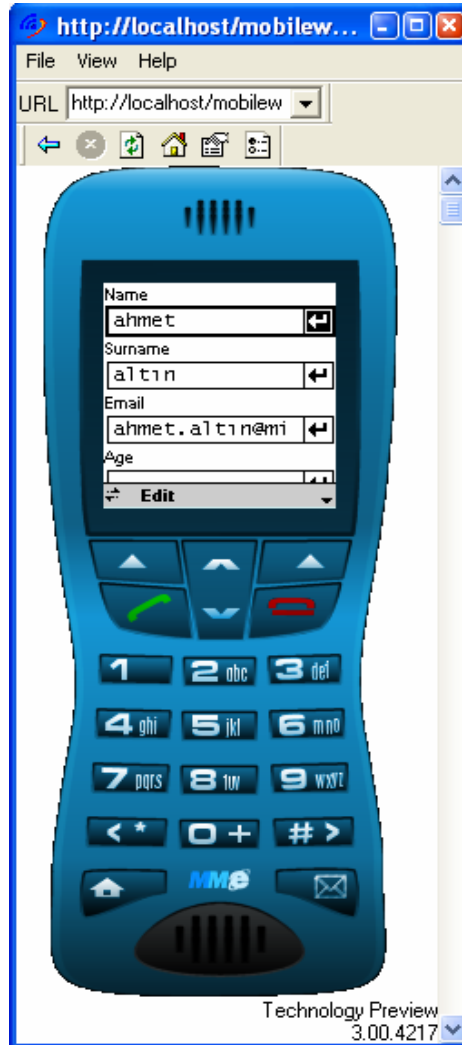 http://localhost/mobilew...
File View Help
URL http://localhost/mobilew
Name
ahmet
Surname
altın
Email
ahmet.altın@mi
Age
Edit
1 2 abc 3 def
4 ghi 5 jkl 6 mno
7 pqrs 8 tuv 9 wxyz
< * 0 + # >
MMe
Technology Preview
3.00.4217